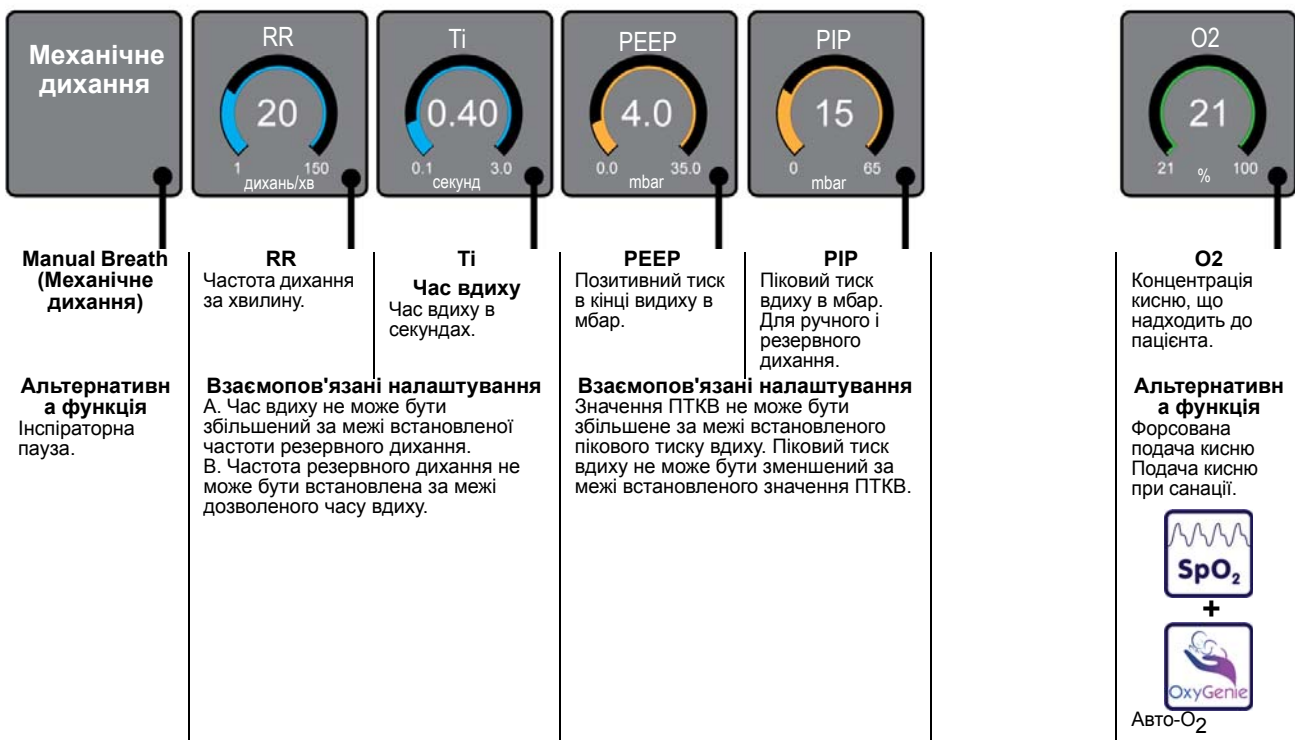 Механічне
дихання
RR
20
1 150
дихань/хв
Ti
0.40
0.1 3.0
секунд
PEEP
4.0
0.0 35.0
mbar
PIP
15
0 65
mbar
O2
21
21 100
%
Manual Breath
(Механічне
дихання)
RR
Частота дихання
за хвилину.
Ti
Час вдиху
Час вдиху в
секундах.
PEEP
Позитивний тиск
в кінці видиху в
мбар.
PIP
Піковий тиск
вдиху в мбар.
Для ручного і
резервного
дихання.
O2
Концентрація
кисню, що
надходить до
пацієнта.
Альтернативн
а функція
Інспіраторна
пауза.
Взаємопов'язані налаштування
A. Час вдиху не може бути
збільшений за межі встановленої
частоти резервного дихання.
B. Частота резервного дихання не
може бути встановлена за межі
дозволеного часу вдиху.
Взаємопов'язані налаштування
Значення ПТКВ не може бути
збільшене за межі встановленого
пікового тиску вдиху. Піковий тиск
вдиху не може бути зменшений за
межі встановленого значення ПТКВ.
Альтернативн
а функція
Форсована
подача кисню
Подача кисню
при санації.
SpO2
+
OxyGenie
Авто-O2